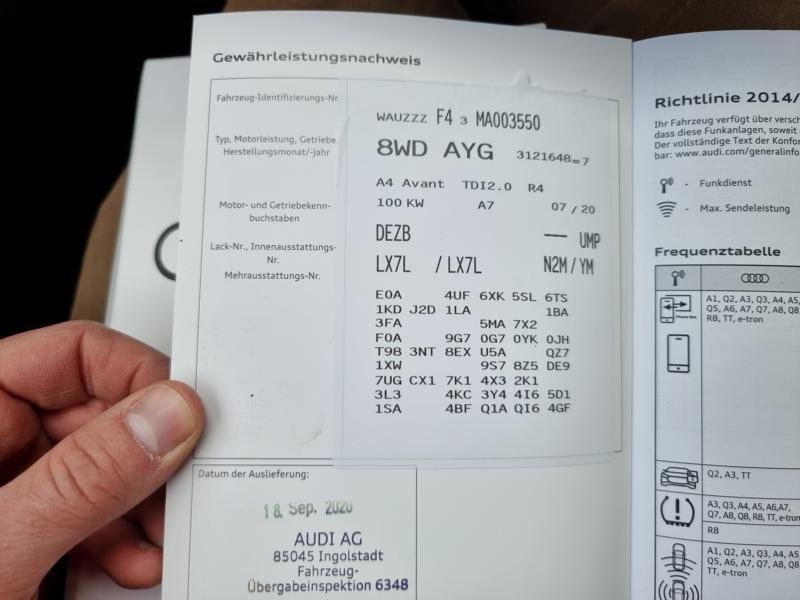 Gewährleistungsnachweis
Fahrzeug-Identifizierungs-Nr.
WAUZZZ F4 3 MA003550
Typ, Motorleistung, Getriebe
Herstellungsmonat/-jahr
8WD AYG 3121648=7
A4 Avant TDI2.0 R4
100 KW A7 07 / 20
Motor- und Getriebekenn-
buchstaben
DEZB --- UMP
Lack-Nr., Innenausstattungs-
Nr.
LX7L / LX7L N2M / YM
Mehrausstattungs-Nr.
E0A 4UF 6XK 5SL 6TS
1KD J2D 1LA 1BA
3FA 5MA 7X2
F0A 9G7 0G7 0YK 0JH
T98 3NT 8EX U5A QZ7
1XW 9S7 8Z5 DE9
7UG CX1 7K1 4X3 2K1
3L3 4KC 3Y4 4I6 5D1
1SA 4BF Q1A QI6 4GF
Datum der Auslieferung:
18. Sep. 2020
AUDI AG
85045 Ingolstadt
Fahrzeug-
Übergabeinspektion 6348
Richtlinie 2014/
Ihr Fahrzeug verfügt über versch
dass diese Funkanlagen, soweit
Der vollständige Text der Konfor
bar: www.audi.com/generalinfo
- Funkdienst
- Max. Sendeleistung
Frequenztabelle
A1, Q2, A3, Q3, A4, A5,
Q5, A6, A7, Q7, A8, Q8
R8, TT, e-tron
Phone Box
Q2, A3, TT
A3, Q3, A4, A5, A6,A7,
Q7, A8, Q8, R8, TT, e-tron
R8
A1, Q2, A3, Q3, A4, A5
Q5, A6, A7, Q7, A8, Q8
TT, e-tron